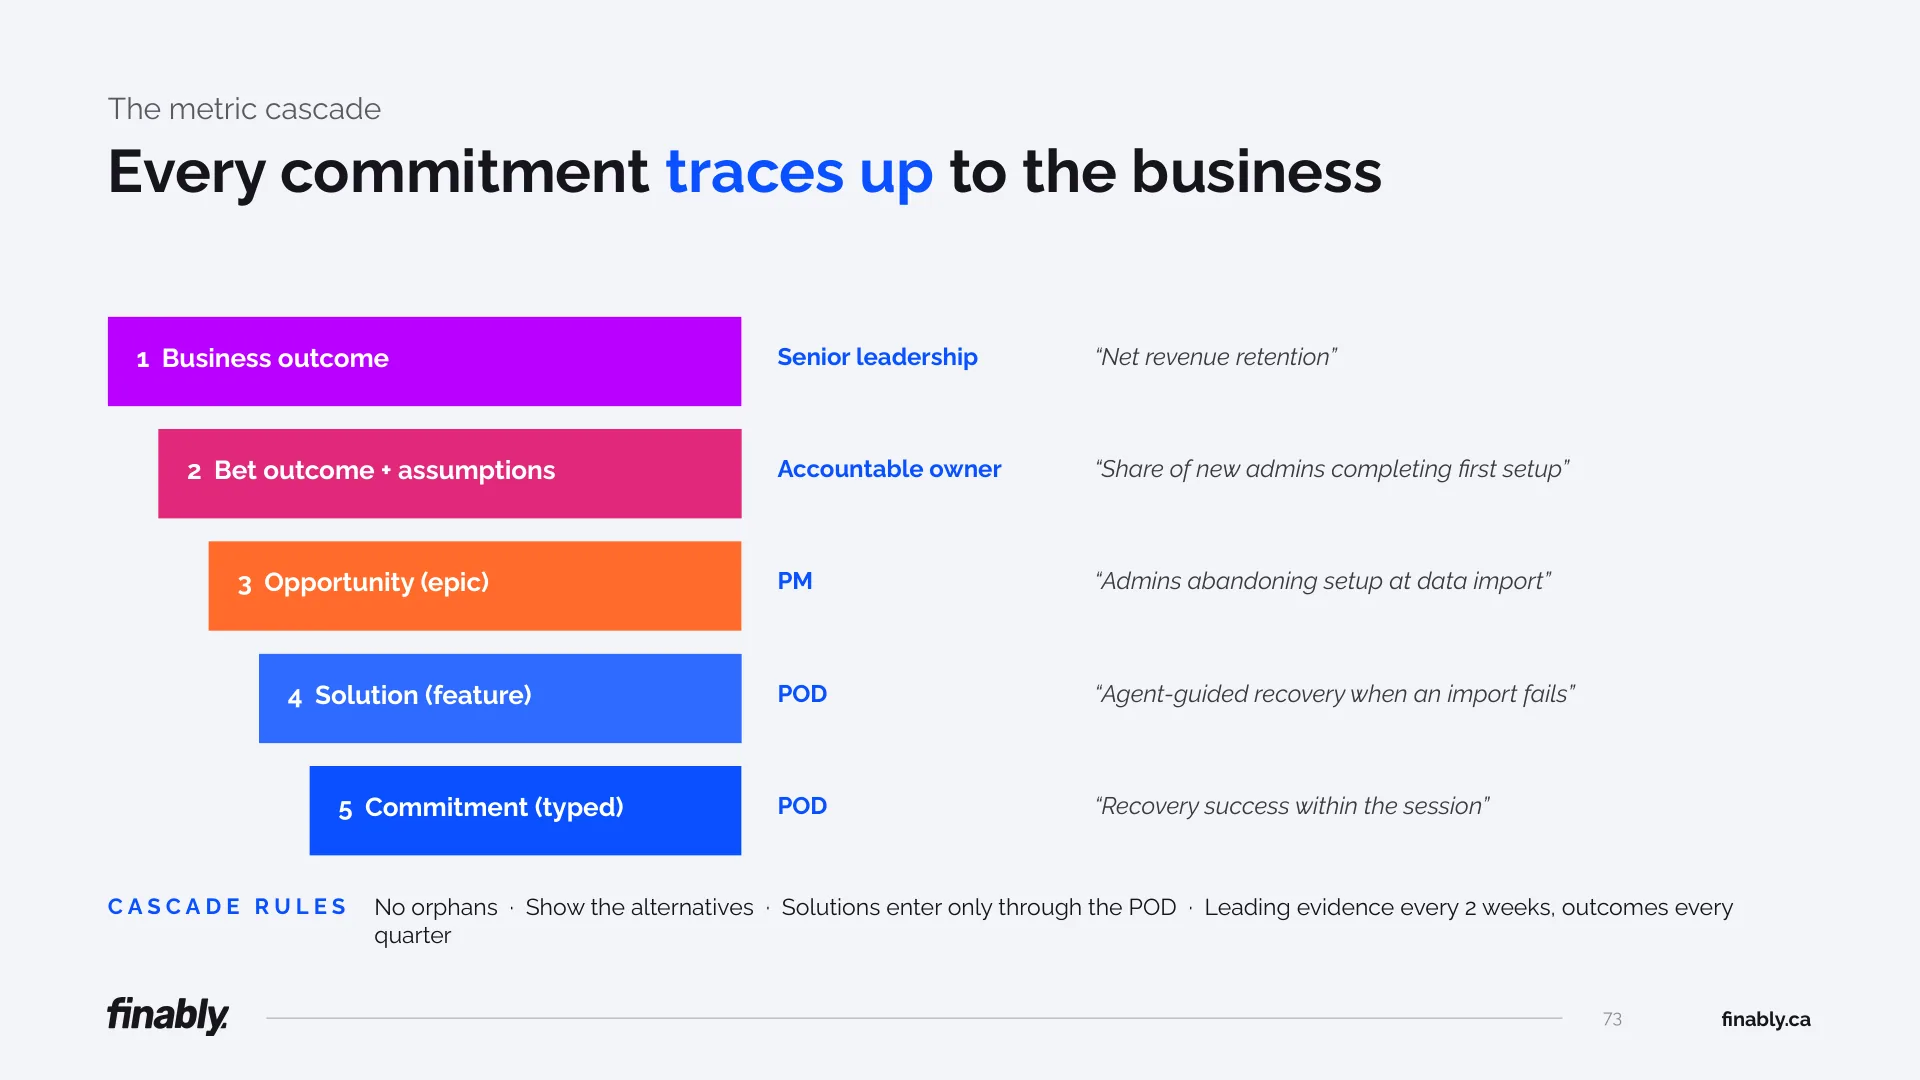 The metric cascade
Every commitment traces up to the business
1 Business outcome
Senior leadership
“Net revenue retention”
2 Bet outcome + assumptions
Accountable owner
“Share of new admins completing first setup”
3 Opportunity (epic)
PM
“Admins abandoning setup at data import”
4 Solution (feature)
POD
“Agent-guided recovery when an import fails”
5 Commitment (typed)
POD
“Recovery success within the session”
CASCADE RULES
No orphans · Show the alternatives · Solutions enter only through the POD · Leading evidence every 2 weeks, outcomes every
quarter
finably.
73
finably.ca